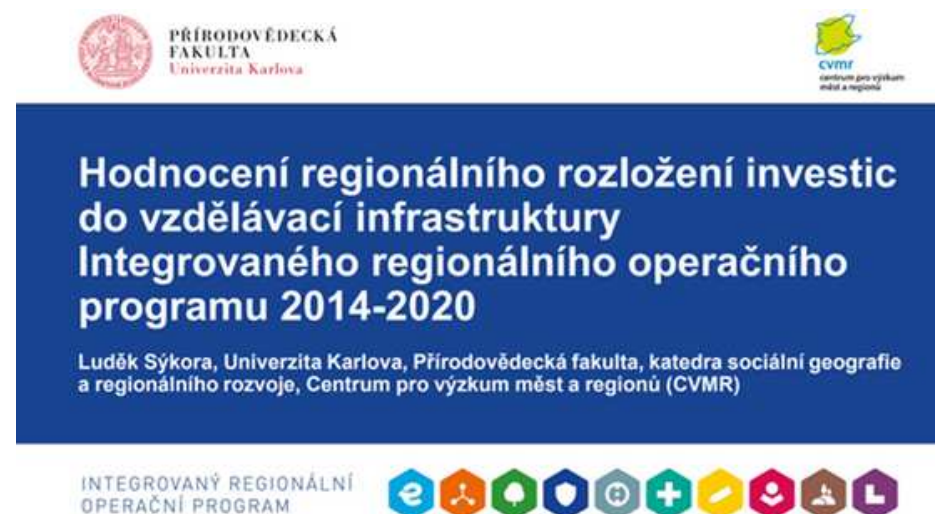 PŘÍRODOVĚDECKÁ
FAKULTA
Univerzita Karlova
cvmr
centrum pro výzkum
měst a regionů
Hodnocení regionálního rozložení investic
do vzdělávací infrastruktury
Integrovaného regionálního operačního
programu 2014-2020
Luděk Sýkora, Univerzita Karlova, Přírodovědecká fakulta, katedra sociální geografie
a regionálního rozvoje, Centrum pro výzkum měst a regionů (CVMR)
INTEGROVANÝ REGIONÁLNÍ
OPERAČNÍ PROGRAM